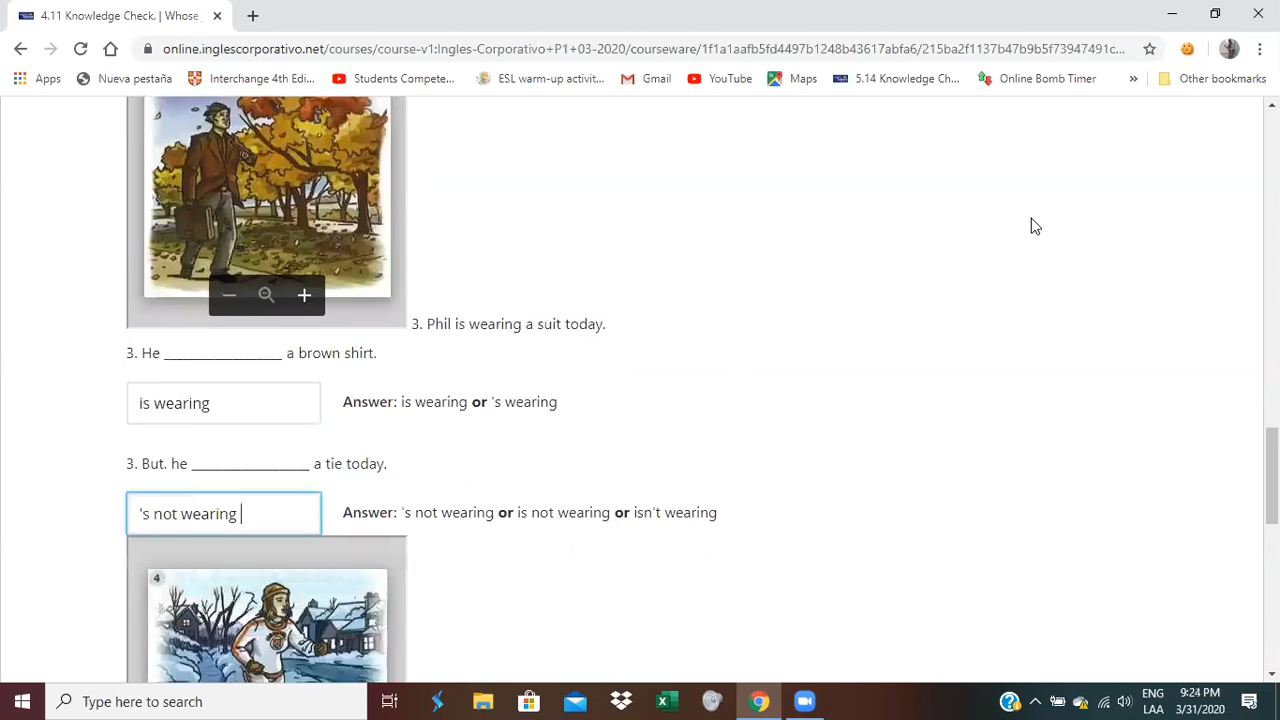 4.11 Knowledge Check. | Whose
online.inglescorporativo.net/courses/course-v1:Ingles-Corporativo+P1+03-2020/courseware/1f1a1aafb5fd4497b1248b43617abfa6/215ba2f1137b47b9b5f73947491c...
Apps Nueva pestaña Interchange 4th Edi... Students Compete... ESL warm-up activit... Gmail YouTube Maps 5.14 Knowledge Ch... Online Bomb Timer » Other bookmarks
3. Phil is wearing a suit today.
3. He __________________ a brown shirt.
is wearing Answer: is wearing or 's wearing
3. But. he __________________ a tie today.
's not wearing Answer: 's not wearing or is not wearing or isn't wearing
4
Type here to search
ENG 9:24 PM
LAA 3/31/2020